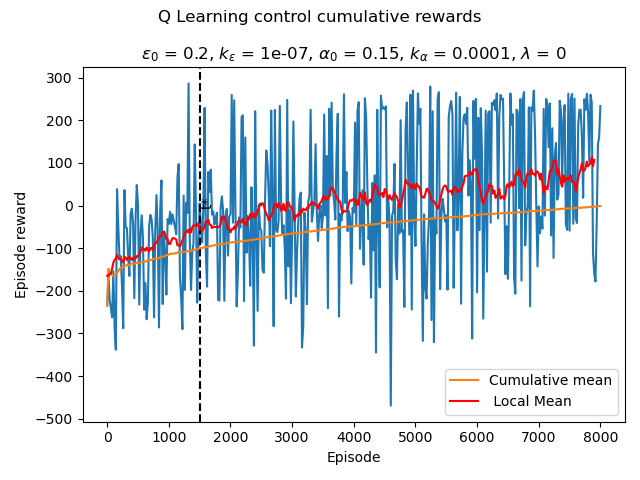 Q Learning control cumulative rewards
ε₀ = 0.2, kε = 1e-07, α₀ = 0.15, kα = 0.0001, λ = 0
300
200
100
0
−100
−200
−300
−400
−500
Episode reward
0 1000 2000 3000 4000 5000 6000 7000 8000
Episode
Cumulative mean
Local Mean